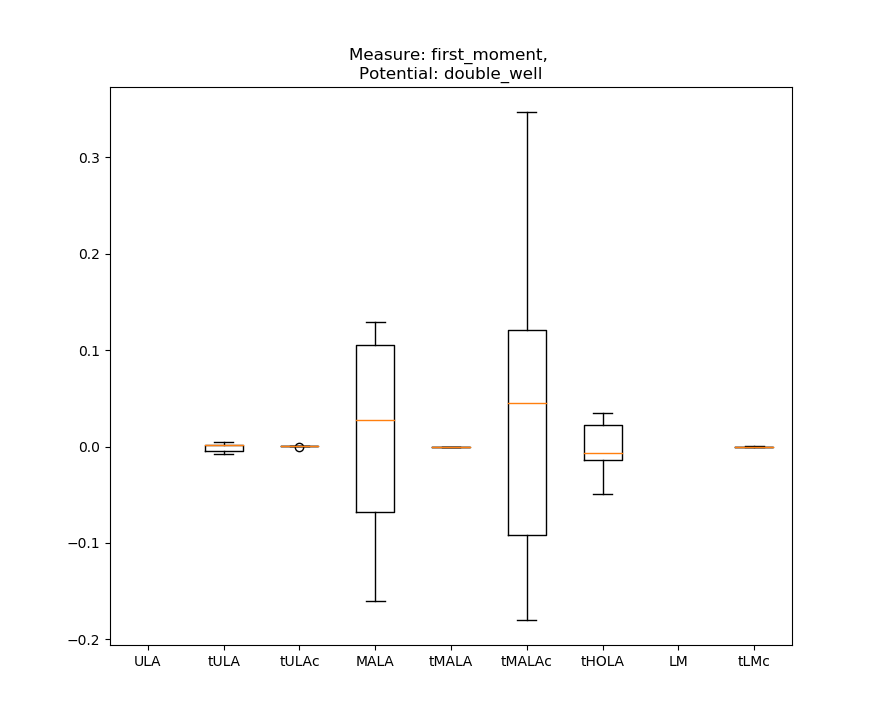 Measure: first_moment,
Potential: double_well
0.3
0.2
0.1
0.0
−0.1
−0.2
ULA tULA tULAc MALA tMALA tMALAc tHOLA LM tLMc